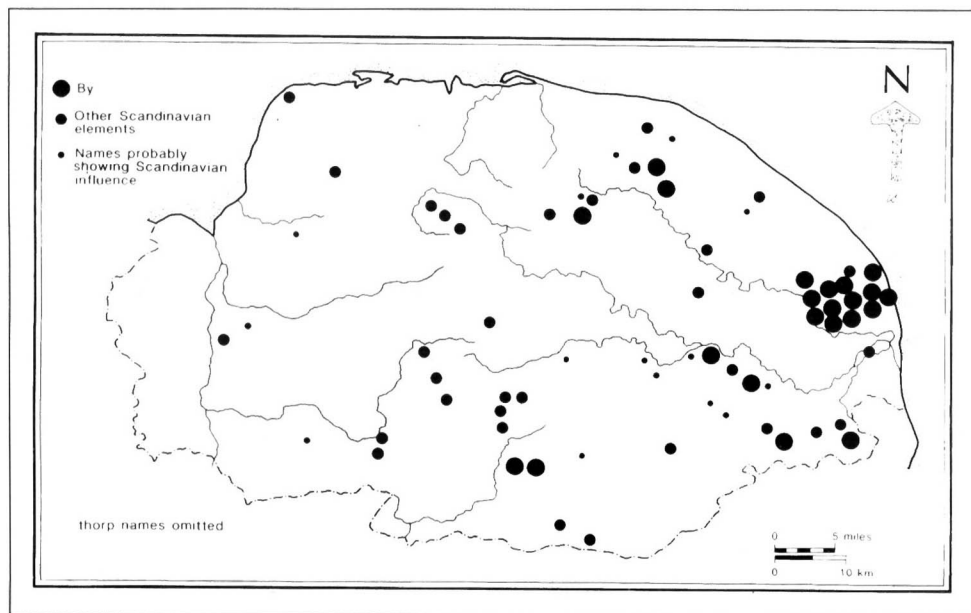 By
Other Scandinavian
elements
Names probably
showing Scandinavian
influence
N
thorp names omitted
0 5 miles
0 10 km